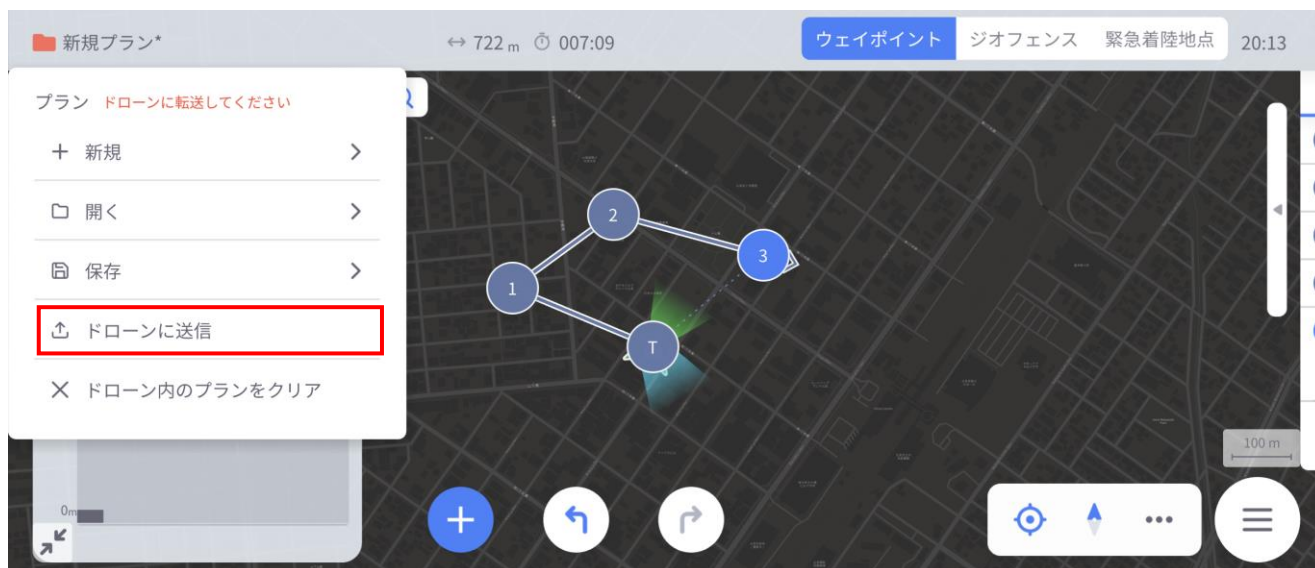 新規プラン*
722 m 007:09
ウェイポイント ジオフェンス 緊急着陸地点 20:13
プラン ドローンに転送してください
新規
開く
保存
ドローンに送信
ドローン内のプランをクリア
2
3
1
T
100 m
0m